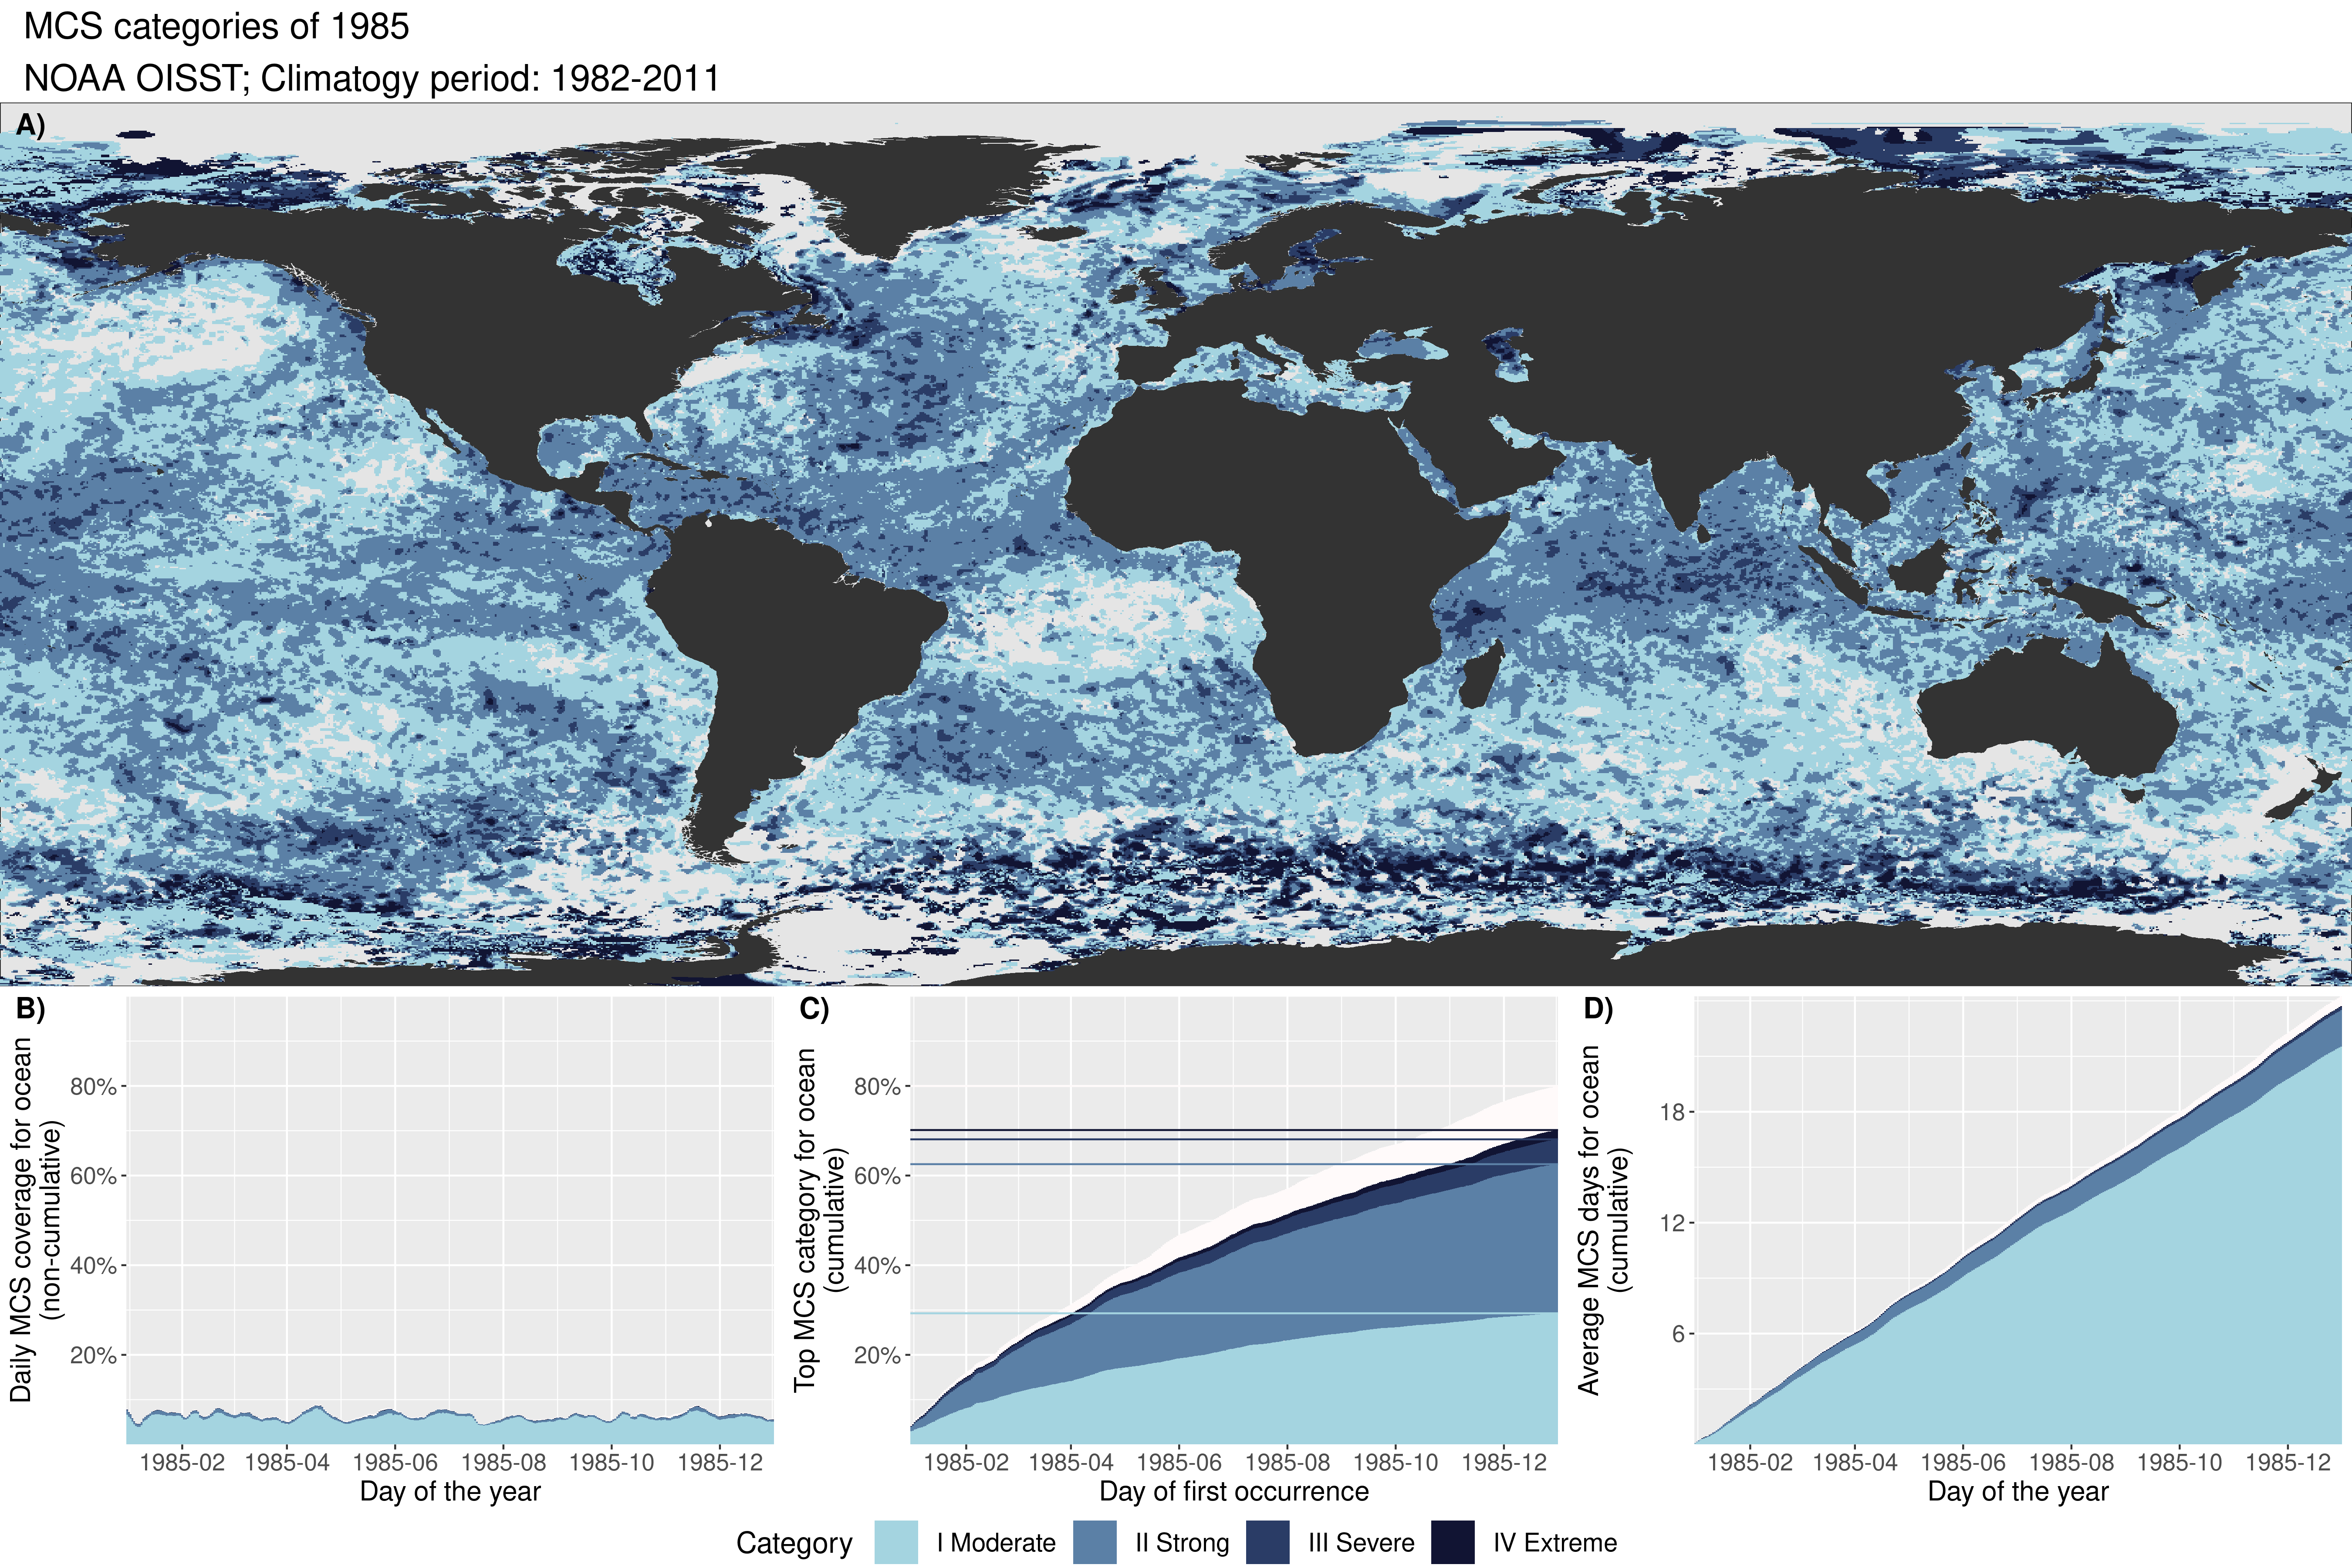 MCS categories of 1985
NOAA OISST; Climatogy period: 1982-2011
A)
B)
Daily MCS coverage for ocean
(non-cumulative)
80%
60%
40%
20%
1985-02 1985-04 1985-06 1985-08 1985-10 1985-12
Day of the year
C)
Top MCS category for ocean
(cumulative)
80%
60%
40%
20%
1985-02 1985-04 1985-06 1985-08 1985-10 1985-12
Day of first occurrence
D)
Average MCS days for ocean
(cumulative)
18
12
6
1985-02 1985-04 1985-06 1985-08 1985-10 1985-12
Day of the year
Category I Moderate II Strong III Severe IV Extreme